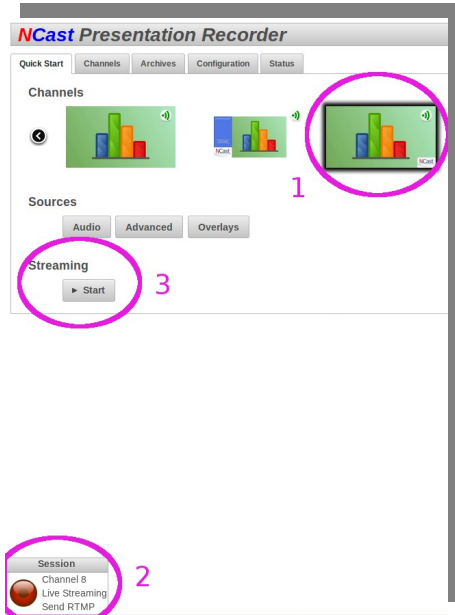 NCast Presentation Recorder
Quick Start Channels Archives Configuration Status
Channels
NCast
NCast
1
Sources
Audio Advanced Overlays
Streaming
► Start
3
Session
Channel 8
Live Streaming
Send RTMP
2